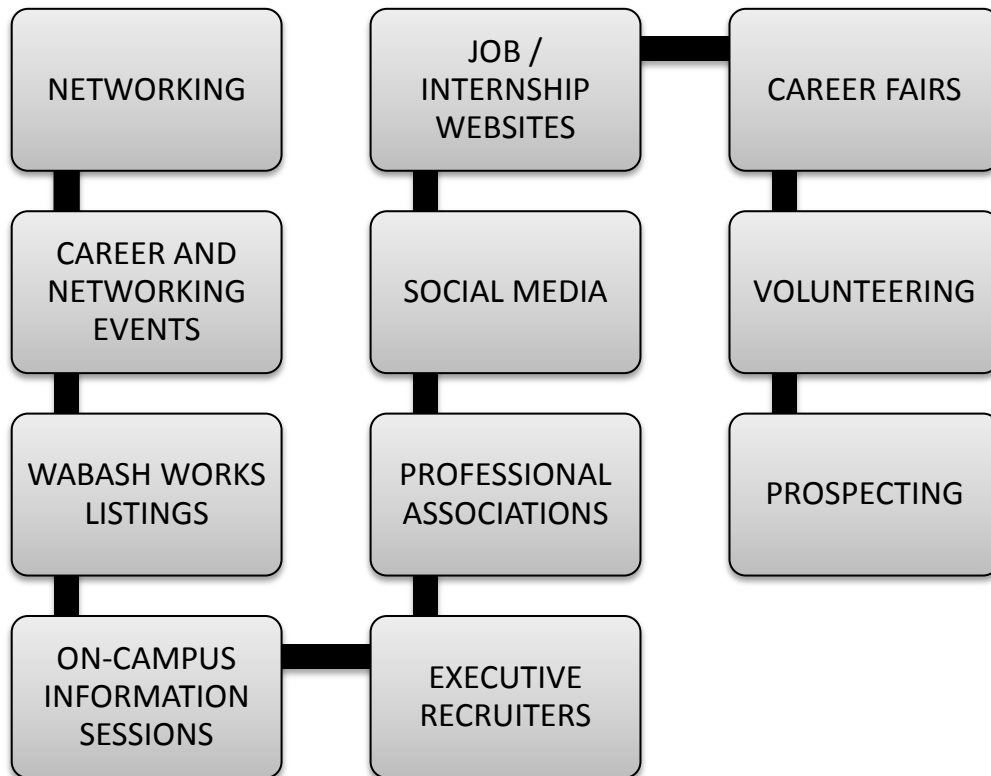 NETWORKING
CAREER AND
NETWORKING
EVENTS
WABASH WORKS
LISTINGS
ON-CAMPUS
INFORMATION
SESSIONS
EXECUTIVE
RECRUITERS
PROFESSIONAL
ASSOCIATIONS
SOCIAL MEDIA
JOB /
INTERNSHIP
WEBSITES
CAREER FAIRS
VOLUNTEERING
PROSPECTING